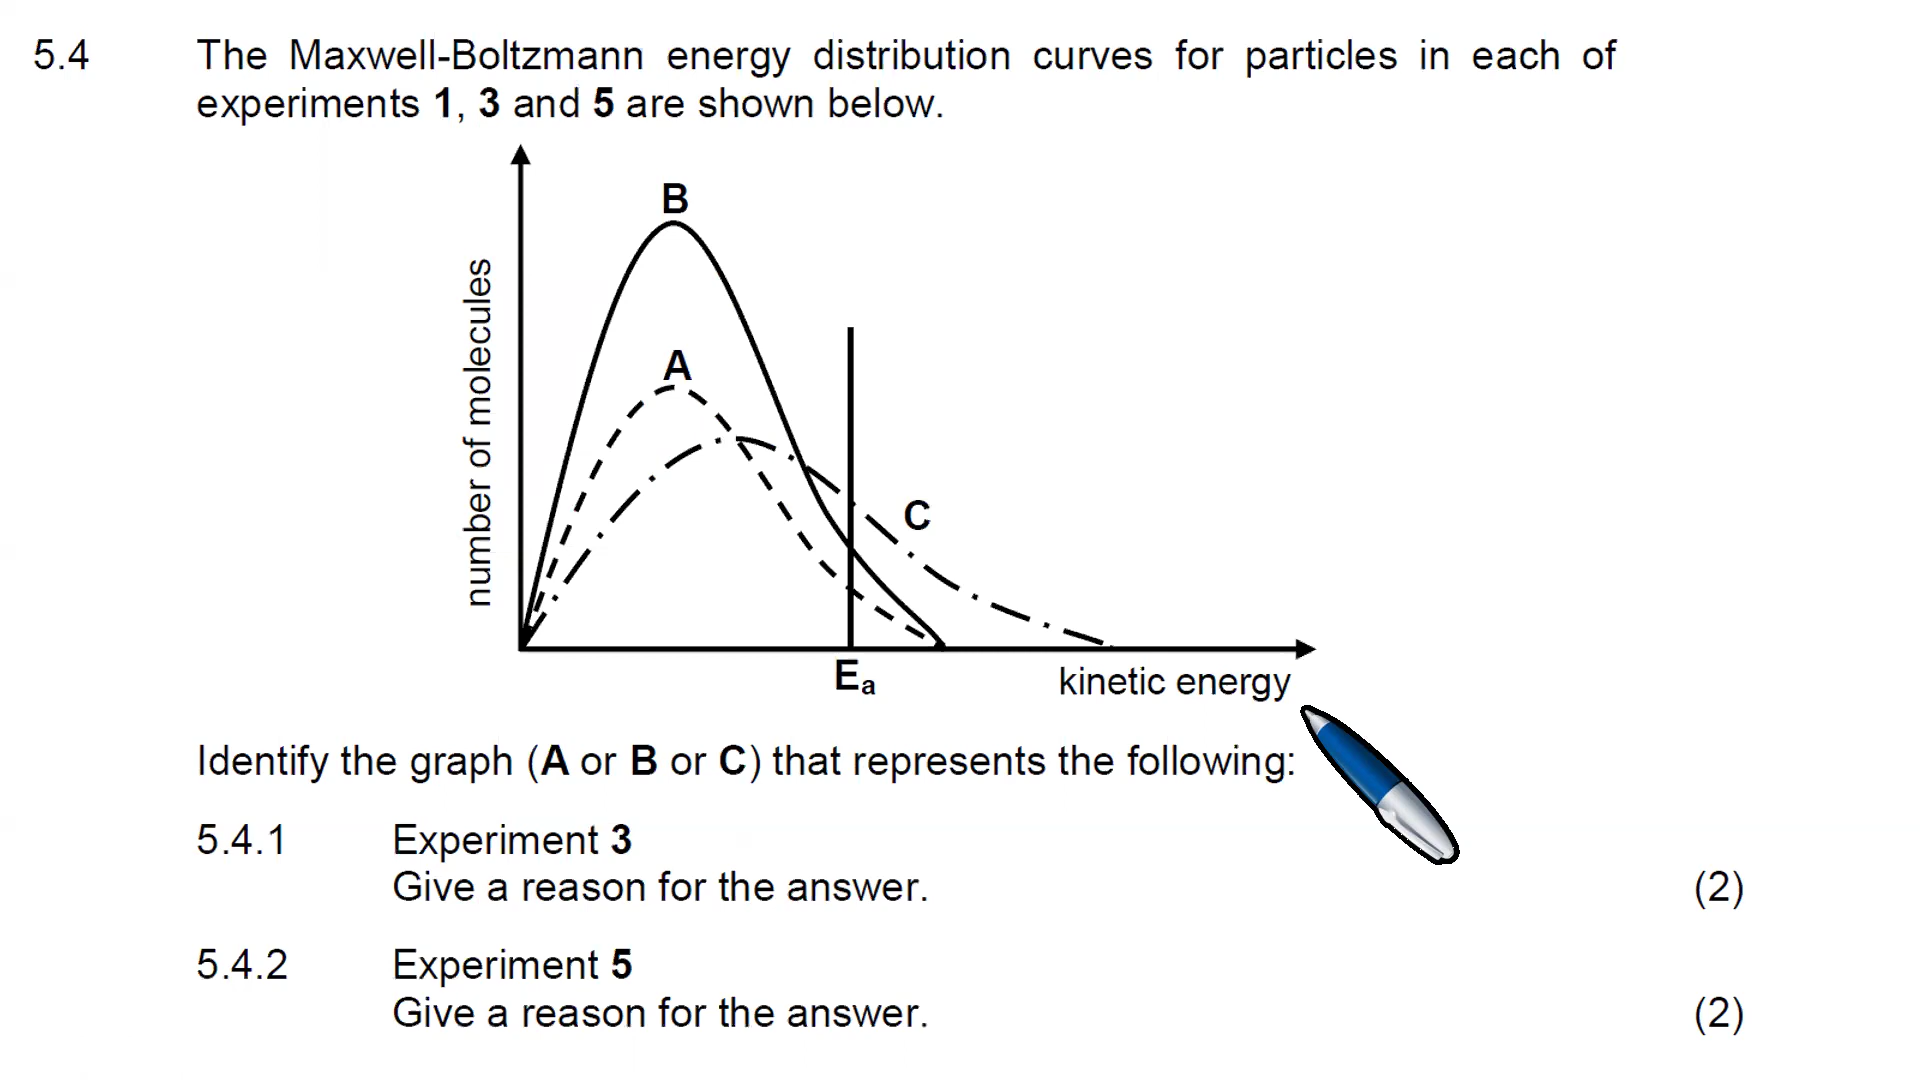 5.4 The Maxwell-Boltzmann energy distribution curves for particles in each of
experiments 1, 3 and 5 are shown below.
B
A
C
number of molecules
Ea
kinetic energy
Identify the graph (A or B or C) that represents the following:
5.4.1 Experiment 3
Give a reason for the answer. (2)
5.4.2 Experiment 5
Give a reason for the answer. (2)